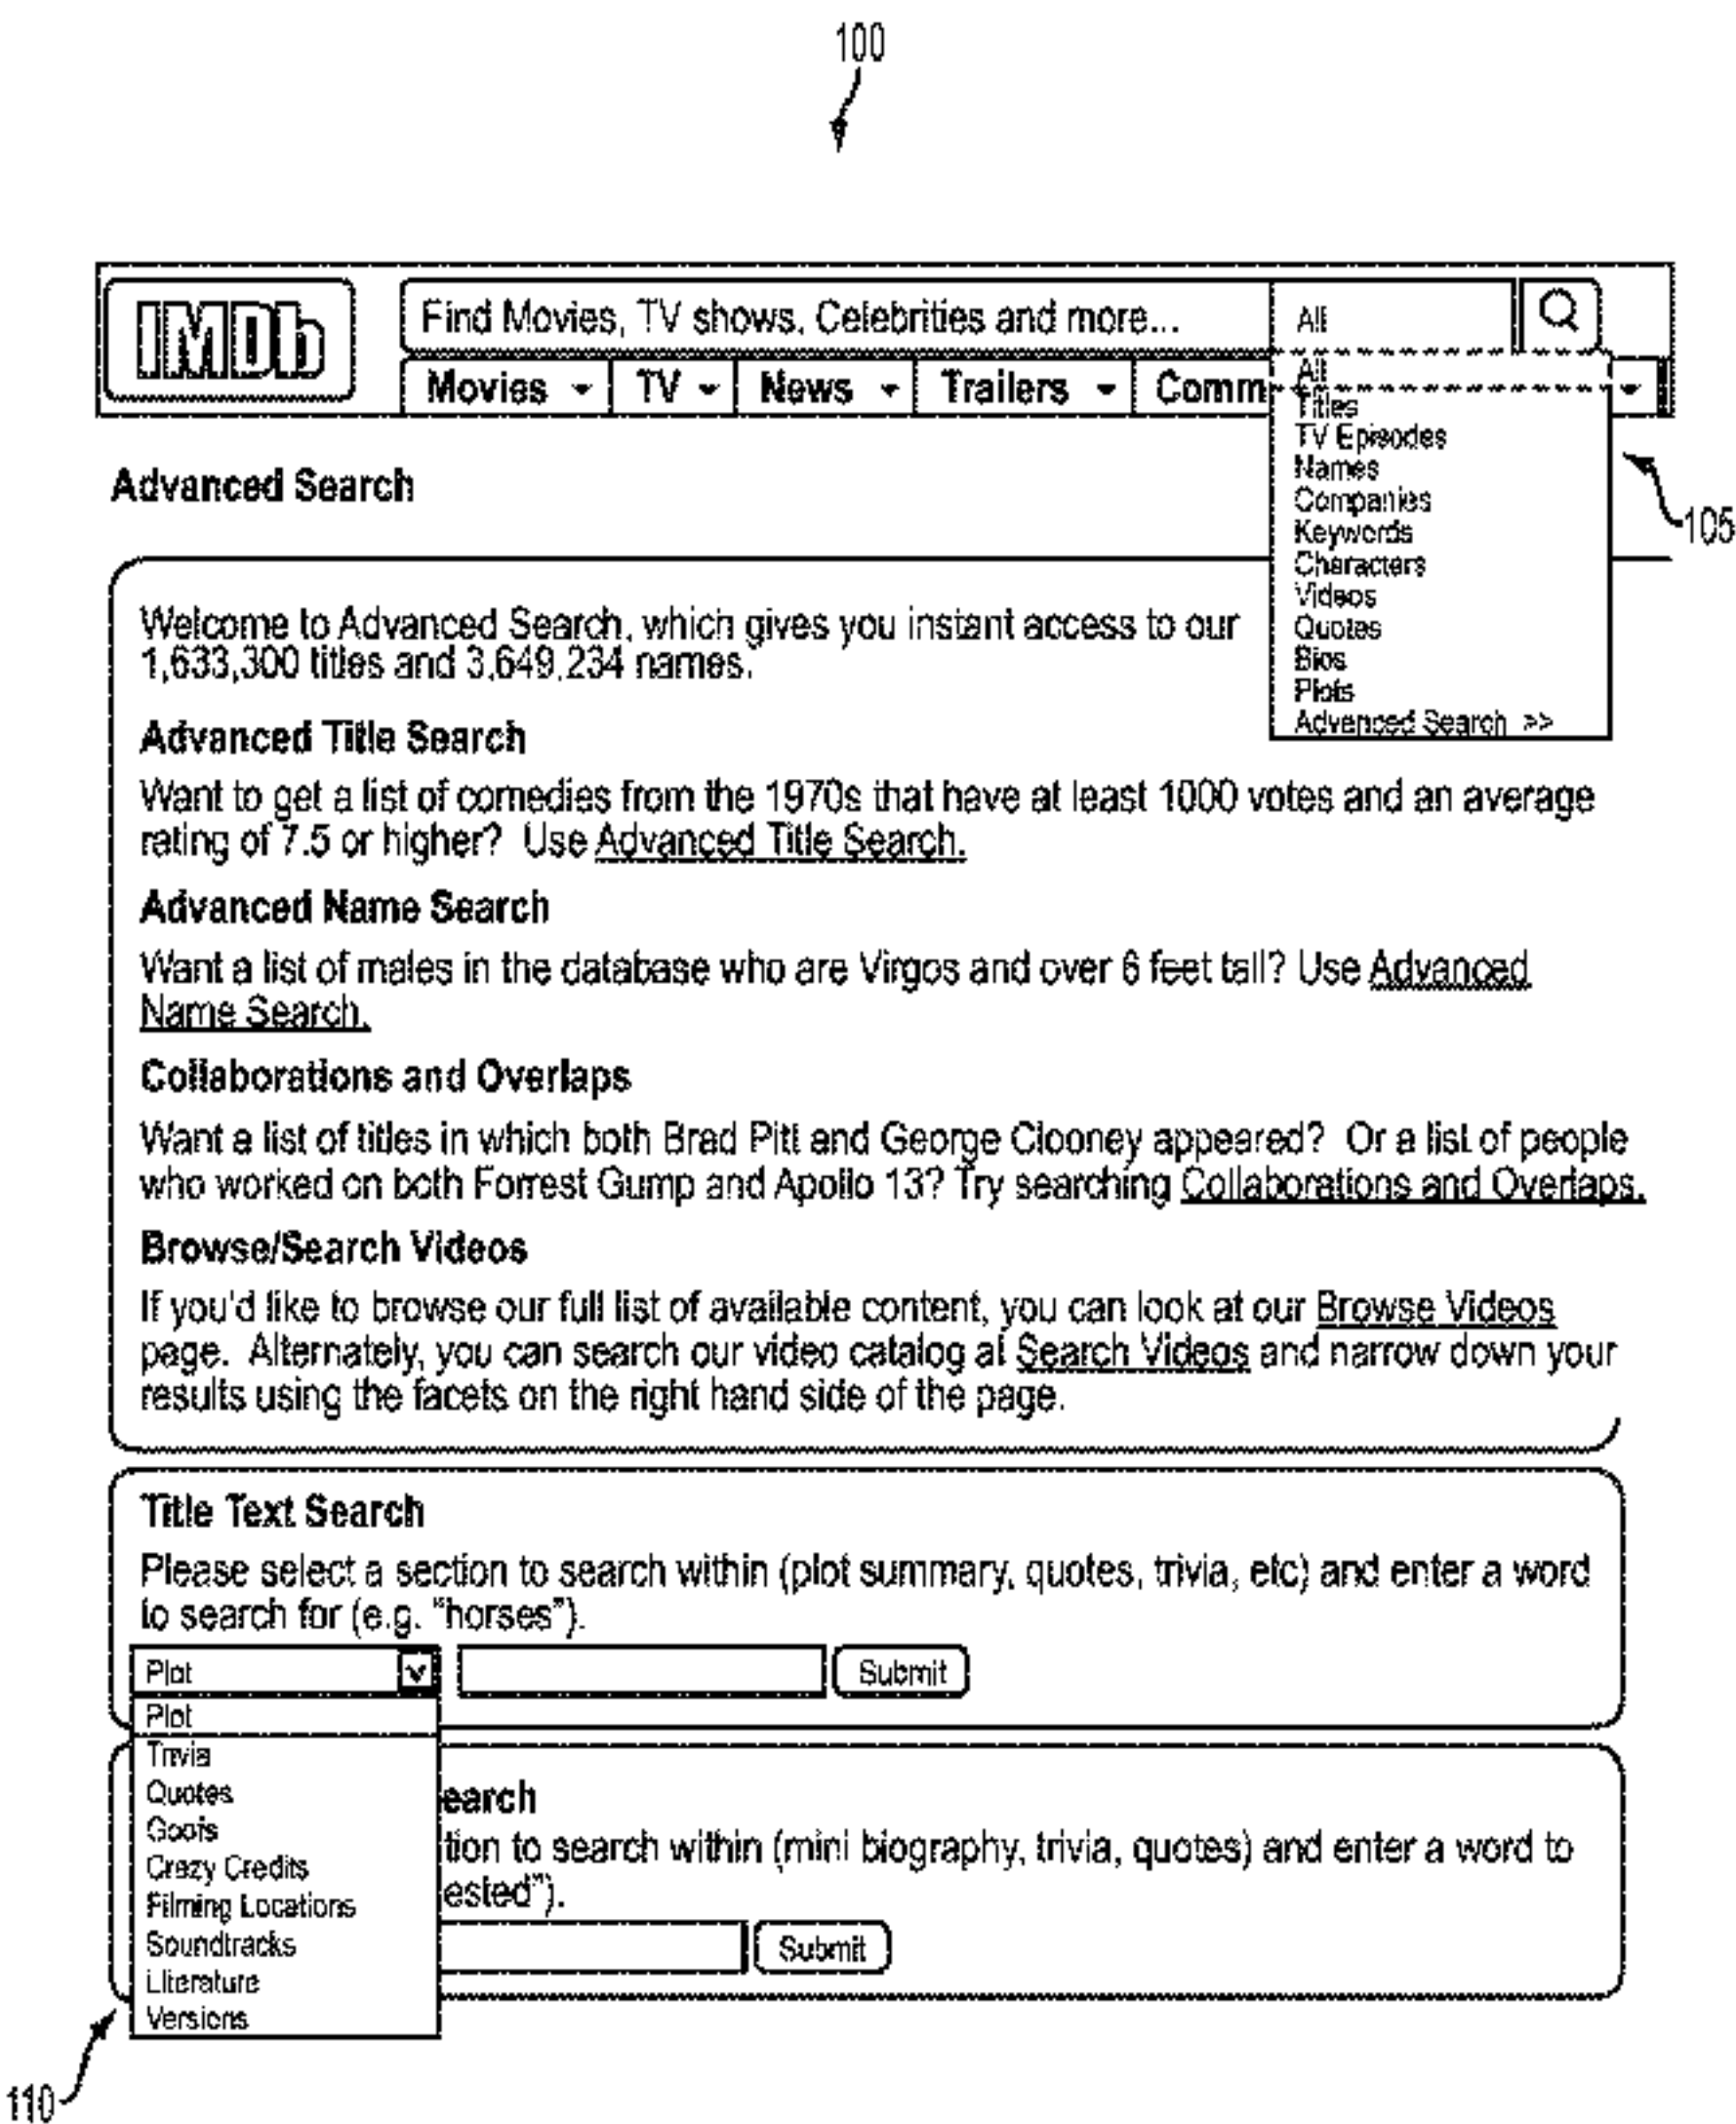 100
IMDb
Find Movies, TV shows, Celebrities and more...
All
Movies
TV
News
Trailers
Comm
All
Titles
TV Episodes
Names
Companies
Keywords
Characters
Videos
Quotes
Bios
Plots
Advanced Search >>
105
Advanced Search
Welcome to Advanced Search, which gives you instant access to our
1,633,300 titles and 3,649,234 names.
Advanced Title Search
Want to get a list of comedies from the 1970s that have at least 1000 votes and an average
rating of 7.5 or higher? Use Advanced Title Search.
Advanced Name Search
Want a list of males in the database who are Virgos and over 6 feet tall? Use Advanced
Name Search.
Collaborations and Overlaps
Want a list of titles in which both Brad Pitt and George Clooney appeared? Or a list of people
who worked on both Forrest Gump and Apollo 13? Try searching Collaborations and Overlaps.
Browse/Search Videos
If you'd like to browse our full list of available content, you can look at our Browse Videos
page. Alternately, you can search our video catalog at Search Videos and narrow down your
results using the facets on the right hand side of the page.
Title Text Search
Please select a section to search within (plot summary, quotes, trivia, etc) and enter a word
to search for (e.g. "horses").
Plot
Submit
Plot
Trivia
Quotes
Goofs
Crazy Credits
Filming Locations
Soundtracks
Literature
Versions
earch
tion to search within (mini biography, trivia, quotes) and enter a word to
ested").
Submit
110